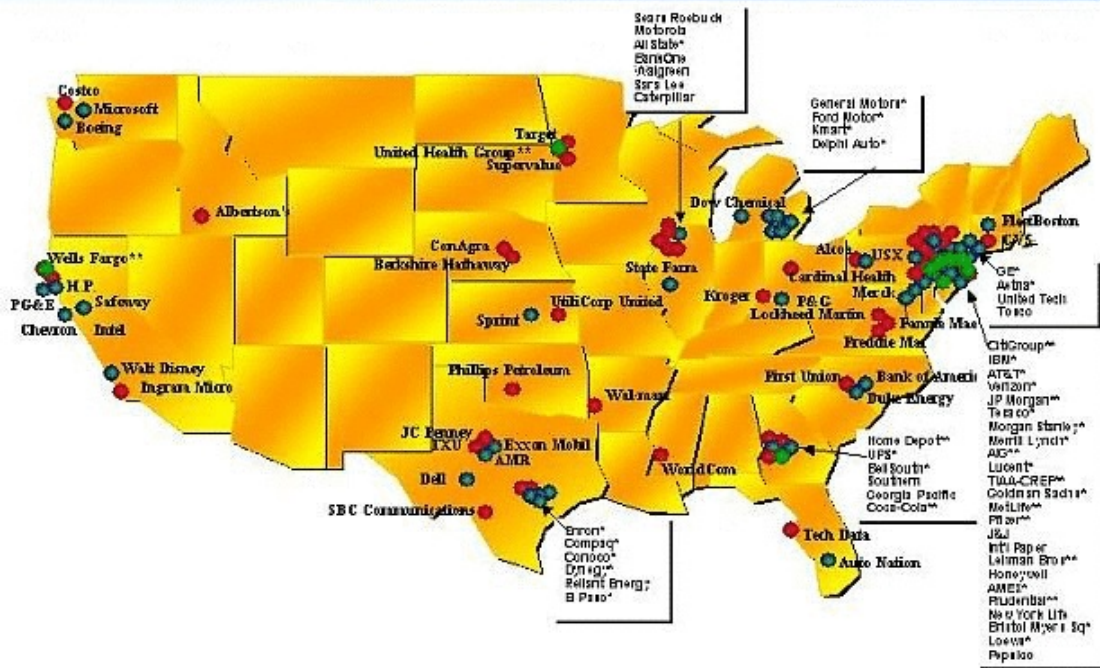 Sears Roebuck
Motorola
All State*
BankOne
Walgreen
Sara Lee
Caterpillar
General Motors*
Ford Motor*
Kmart*
Delphi Auto*
Costco
Microsoft
Boeing
Target
United Health Group**
Supervalue
Albertson's
Dow Chemical
FleetBoston
CVS
ConAgra
Berkshire Hathaway
Alcoa
USX
Wells Fargo**
State Farm
Cardinal Health
GE*
Aetna*
United Tech
Tosco
H.P.
PG&E
Safeway
Merck
Kroger
P&G
UtiliCorp United
Lockheed Martin
Sprint
Fannie Mae
Chevron
Intel
Freddie Mac
CitiGroup**
IBM*
AT&T*
Verizon*
JP Morgan**
Texaco*
Morgan Stanley*
Merrill Lynch*
AIG**
Lucent*
TIAA-CREF**
Goldman Sachs*
MetLife**
Pfizer**
J&J
Int'l Paper
Lehman Bros**
Honeywell
AMEX*
Prudential**
New York Life
Bristol Myers Sq*
Loews*
Pepsico
Walt Disney
Ingram Micro
Phillips Petroleum
First Union
Bank of Americ
Duke Energy
Wal-mart
JC Penney
TXU
Exxon Mobil
AMR
Home Depot**
UPS*
BellSouth*
Southern
Georgia Pacific
Coca-Cola**
Dell
WorldCom
SBC Communications
Enron*
Compaq*
Conoco*
Dynegy*
Reliant Energy
El Paso*
Tech Data
Auto Nation